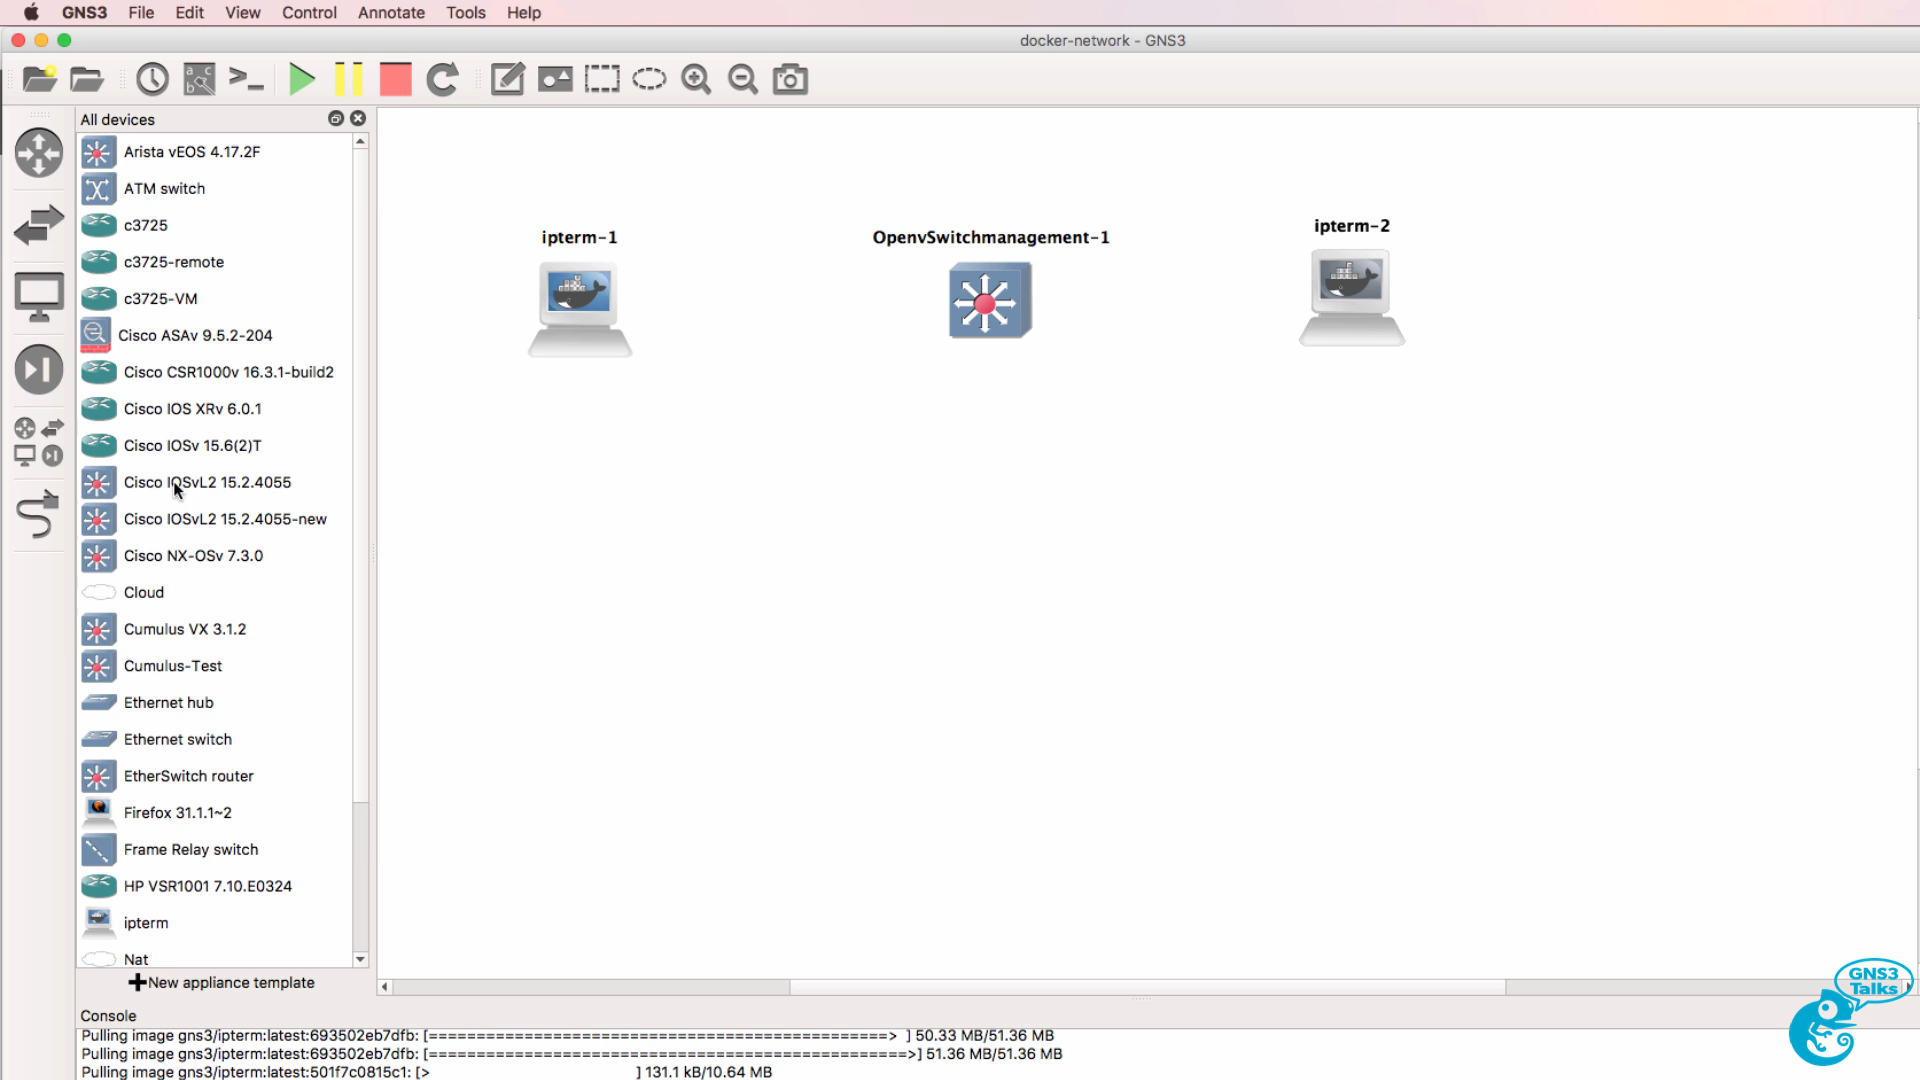 GNS3 File Edit View Control Annotate Tools Help
docker-network - GNS3
All devices
Arista vEOS 4.17.2F
ATM switch
c3725
c3725-remote
c3725-VM
Cisco ASAv 9.5.2-204
Cisco CSR1000v 16.3.1-build2
Cisco IOS XRv 6.0.1
Cisco IOSv 15.6(2)T
Cisco IOSvL2 15.2.4055
Cisco IOSvL2 15.2.4055-new
Cisco NX-OSv 7.3.0
Cloud
Cumulus VX 3.1.2
Cumulus-Test
Ethernet hub
Ethernet switch
EtherSwitch router
Firefox 31.1.1~2
Frame Relay switch
HP VSR1001 7.10.E0324
ipterm
Nat
New appliance template
ipterm-1
OpenvSwitchmanagement-1
ipterm-2
Console
Pulling image gns3/ipterm:latest:693502eb7dfb: [================================================> ] 50.33 MB/51.36 MB
Pulling image gns3/ipterm:latest:693502eb7dfb: [==================================================>] 51.36 MB/51.36 MB
Pulling image gns3/ipterm:latest:501f7c0815c1: [> ] 131.1 kB/10.64 MB
GNS3
Talks